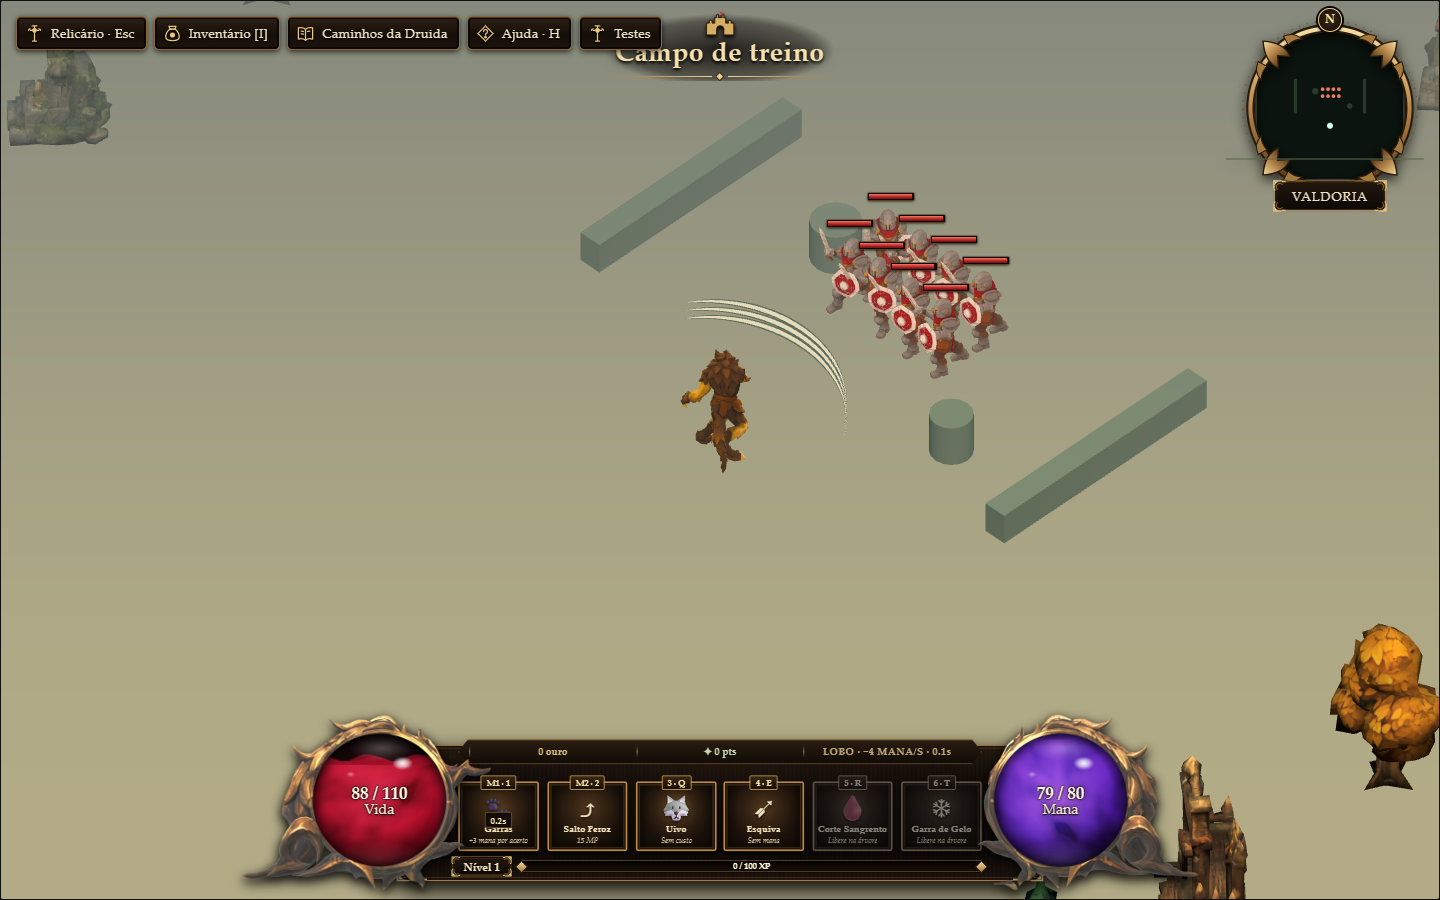 Relicário · Esc
Inventário [I]
Caminhos da Druida
Ajuda · H
Testes
Campo de treino
N
VALDORIA
88 / 110
Vida
0 ouro
0 pts
LOBO · −4 MANA/S · 0.1s
M1 · 1
0.2s
Garras
+3 mana por acerto
M2 · 2
Salto Feroz
15 MP
3 · Q
Uivo
Sem custo
4 · E
Esquiva
Sem mana
5 · R
Corte Sangrento
Libere na árvore
6 · T
Garra de Gelo
Libere na árvore
79 / 80
Mana
Nível 1
0 / 100 XP